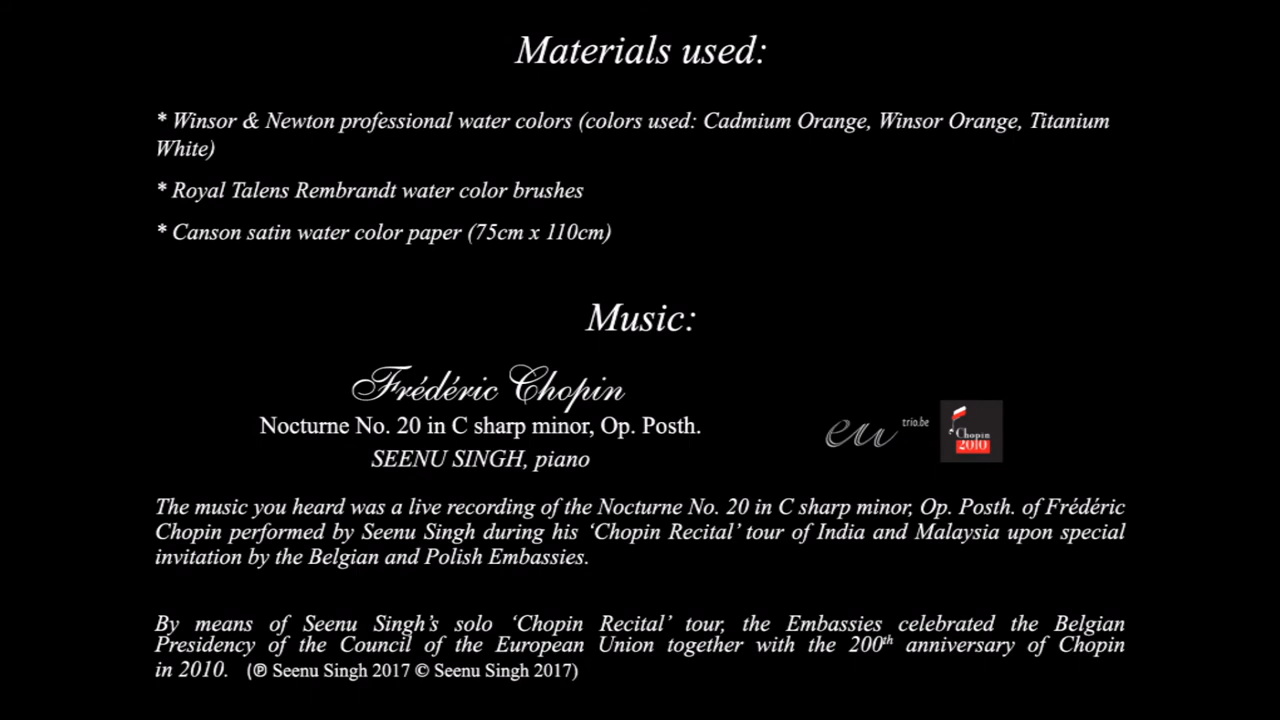 Materials used:
* Winsor & Newton professional water colors (colors used: Cadmium Orange, Winsor Orange, Titanium
White)
* Royal Talens Rembrandt water color brushes
* Canson satin water color paper (75cm x 110cm)
Music:
Frédéric Chopin
Nocturne No. 20 in C sharp minor, Op. Posth.
SEENU SINGH, piano
eu trio.be
Chopin
2010
The music you heard was a live recording of the Nocturne No. 20 in C sharp minor, Op. Posth. of Frédéric
Chopin performed by Seenu Singh during his ‘Chopin Recital’ tour of India and Malaysia upon special
invitation by the Belgian and Polish Embassies.
By means of Seenu Singh’s solo ‘Chopin Recital’ tour, the Embassies celebrated the Belgian
Presidency of the Council of the European Union together with the 200th anniversary of Chopin
in 2010. (℗ Seenu Singh 2017 © Seenu Singh 2017)